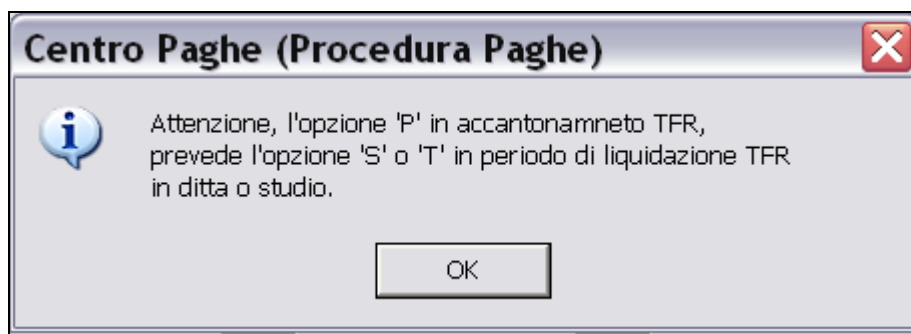 Centro Paghe (Procedura Paghe)
Attenzione, l'opzione 'P' in accantonamneto TFR,
prevede l'opzione 'S' o 'T' in periodo di liquidazione TFR
in ditta o studio.
OK